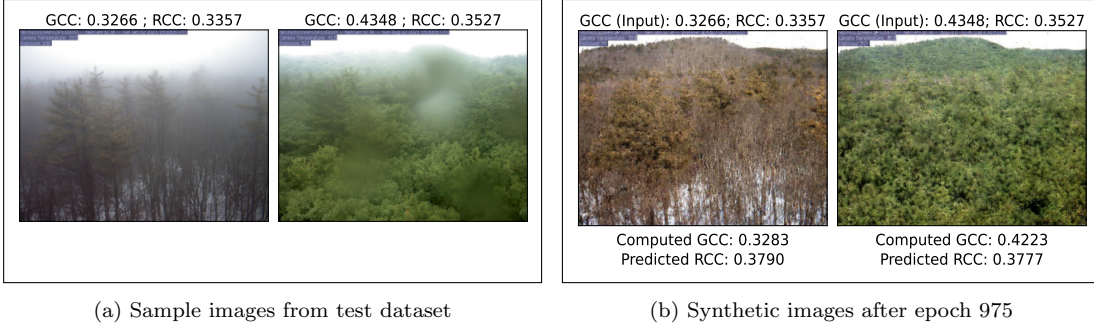 GCC: 0.3266 ; RCC: 0.3357
GCC: 0.4348 ; RCC: 0.3527
(a) Sample images from test dataset
GCC (Input): 0.3266; RCC: 0.3357
GCC (Input): 0.4348; RCC: 0.3527
Computed GCC: 0.3283
Predicted RCC: 0.3790
Computed GCC: 0.4223
Predicted RCC: 0.3777
(b) Synthetic images after epoch 975